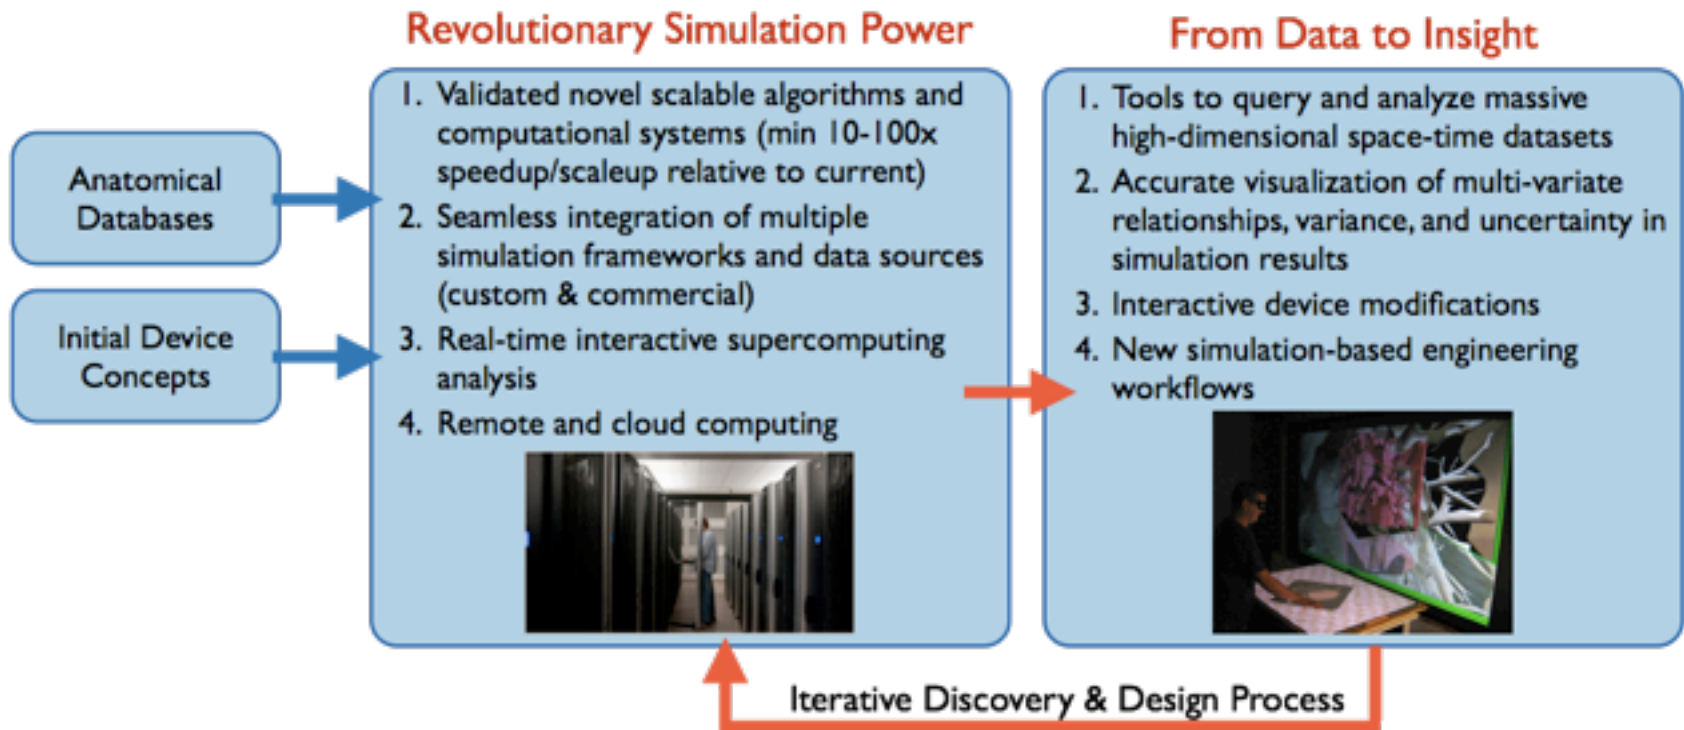 Revolutionary Simulation Power
From Data to Insight
Anatomical
Databases
Initial Device
Concepts
1. Validated novel scalable algorithms and
computational systems (min 10-100x
speedup/scaleup relative to current)
2. Seamless integration of multiple
simulation frameworks and data sources
(custom & commercial)
3. Real-time interactive supercomputing
analysis
4. Remote and cloud computing
1. Tools to query and analyze massive
high-dimensional space-time datasets
2. Accurate visualization of multi-variate
relationships, variance, and uncertainty in
simulation results
3. Interactive device modifications
4. New simulation-based engineering
workflows
Iterative Discovery & Design Process